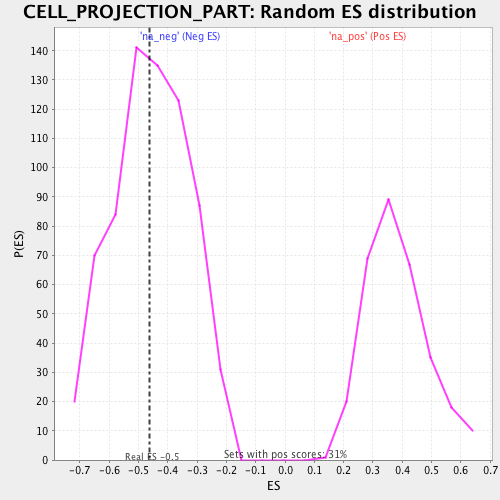 CELL_PROJECTION_PART: Random ES distribution
'na_neg' (Neg ES)
'na_pos' (Pos ES)
140
130
120
110
100
90
80
70
60
50
40
30
20
10
0
P(ES)
Real ES -0.5
Sets with pos scores: 31%
-0.7 -0.6 -0.5 -0.4 -0.3 -0.2 -0.1 0.0 0.1 0.2 0.3 0.4 0.5 0.6 0.7
ES